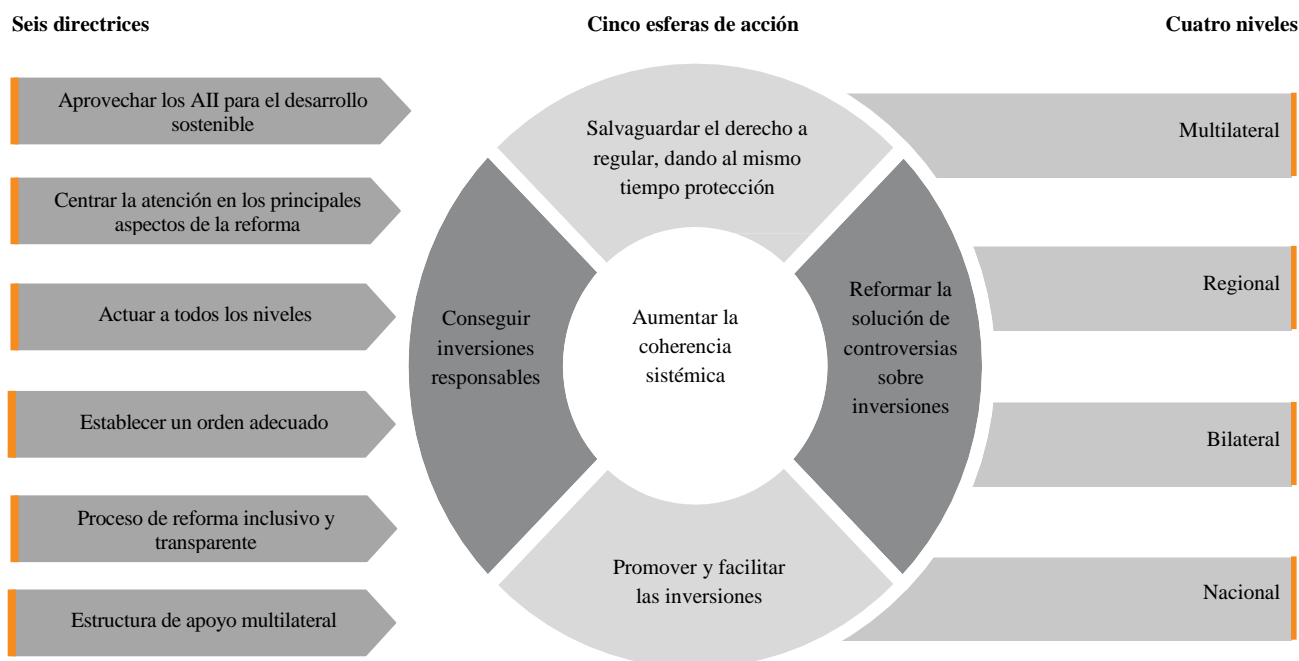 Seis directrices
Cinco esferas de acción
Cuatro niveles
Aprovechar los AII para el desarrollo
sostenible
Centrar la atención en los principales
aspectos de la reforma
Actuar a todos los niveles
Establecer un orden adecuado
Proceso de reforma inclusivo y
transparente
Estructura de apoyo multilateral
Salvaguardar el derecho a
regular, dando al mismo
tiempo protección
Conseguir
inversiones
responsables
Aumentar la
coherencia
sistémica
Reformar la
solución de
controversias
sobre
inversiones
Promover y facilitar
las inversiones
Multilateral
Regional
Bilateral
Nacional